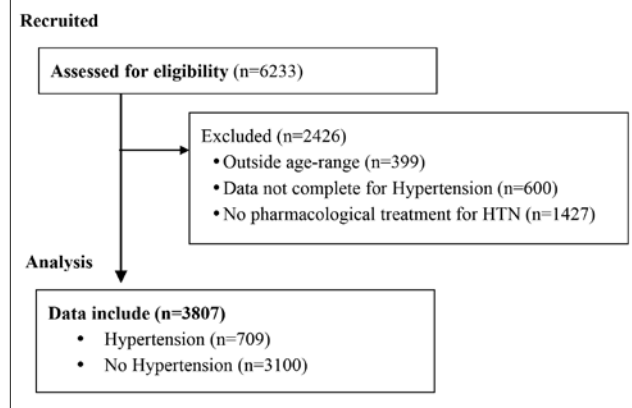 Recruited
Assessed for eligibility (n=6233)
Excluded (n=2426)
• Outside age-range (n=399)
• Data not complete for Hypertension (n=600)
• No pharmacological treatment for HTN (n=1427)
Analysis
Data include (n=3807)
• Hypertension (n=709)
• No Hypertension (n=3100)